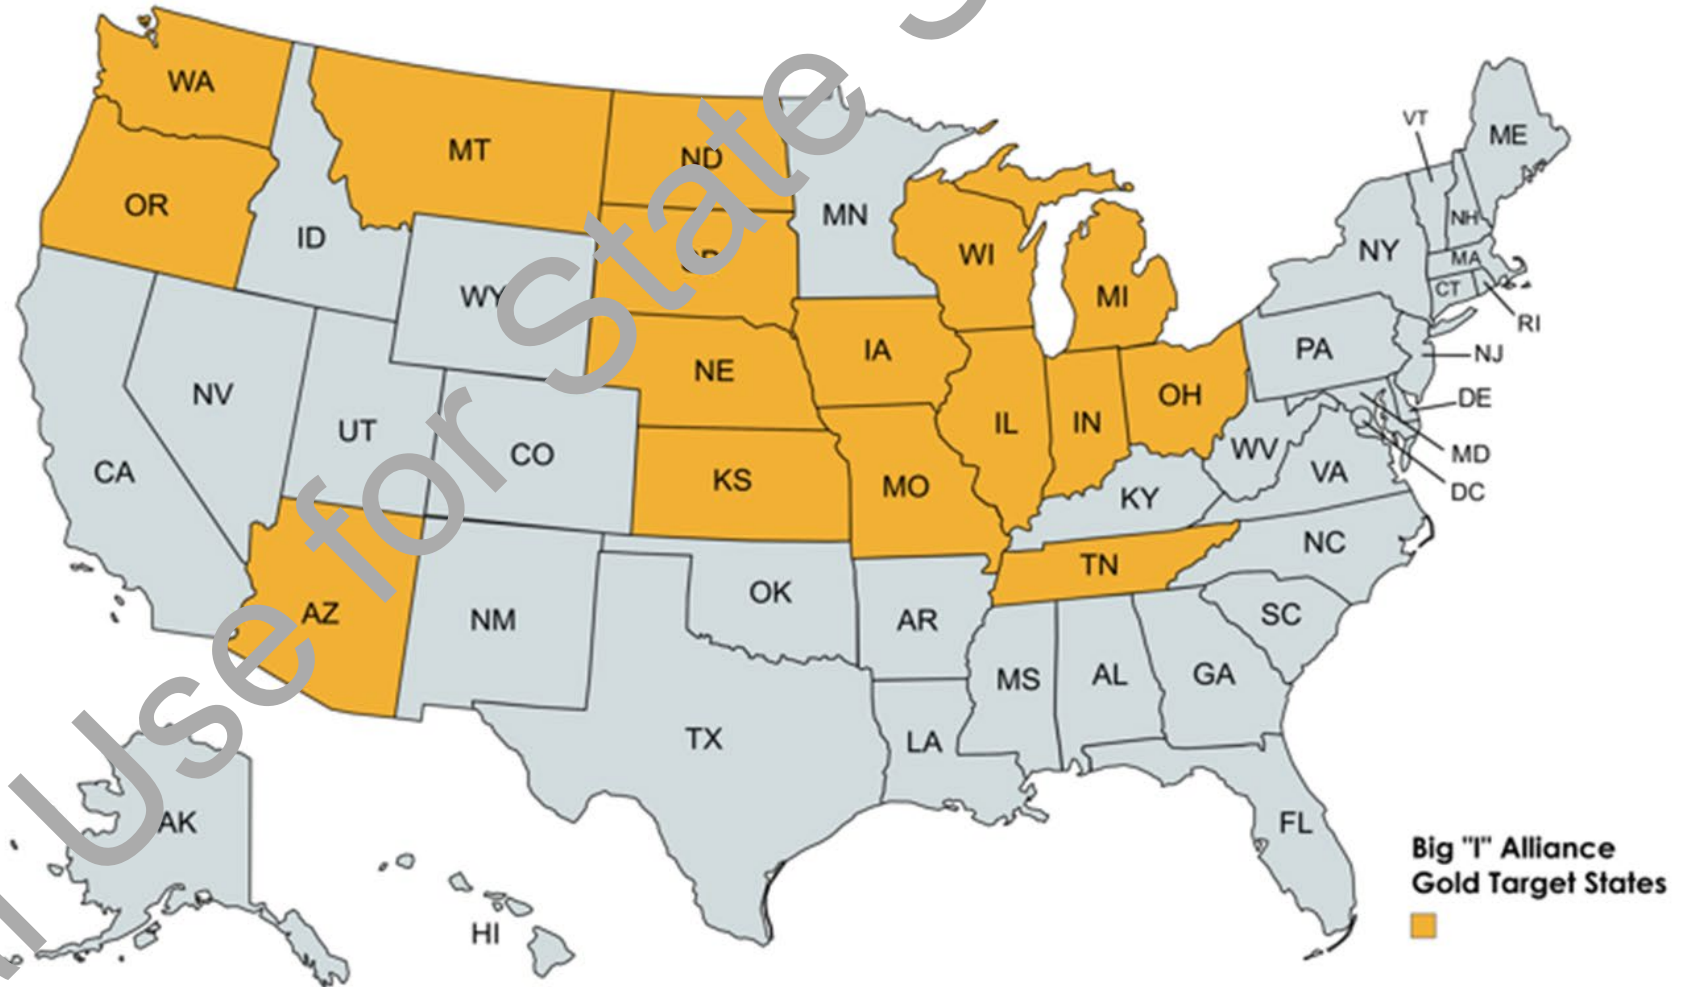 Use for State
WA
MT
ND
OR
ID
MN
WI
MI
WY
SD
IA
NE
NV
UT
CO
CA
KS
MO
IL
IN
OH
WV
KY
VA
PA
NY
VT
ME
NH
MA
CT
RI
NJ
DE
MD
DC
NC
TN
SC
AZ
NM
OK
AR
MS
AL
GA
TX
LA
FL
AK
HI
Big "I" Alliance
Gold Target States